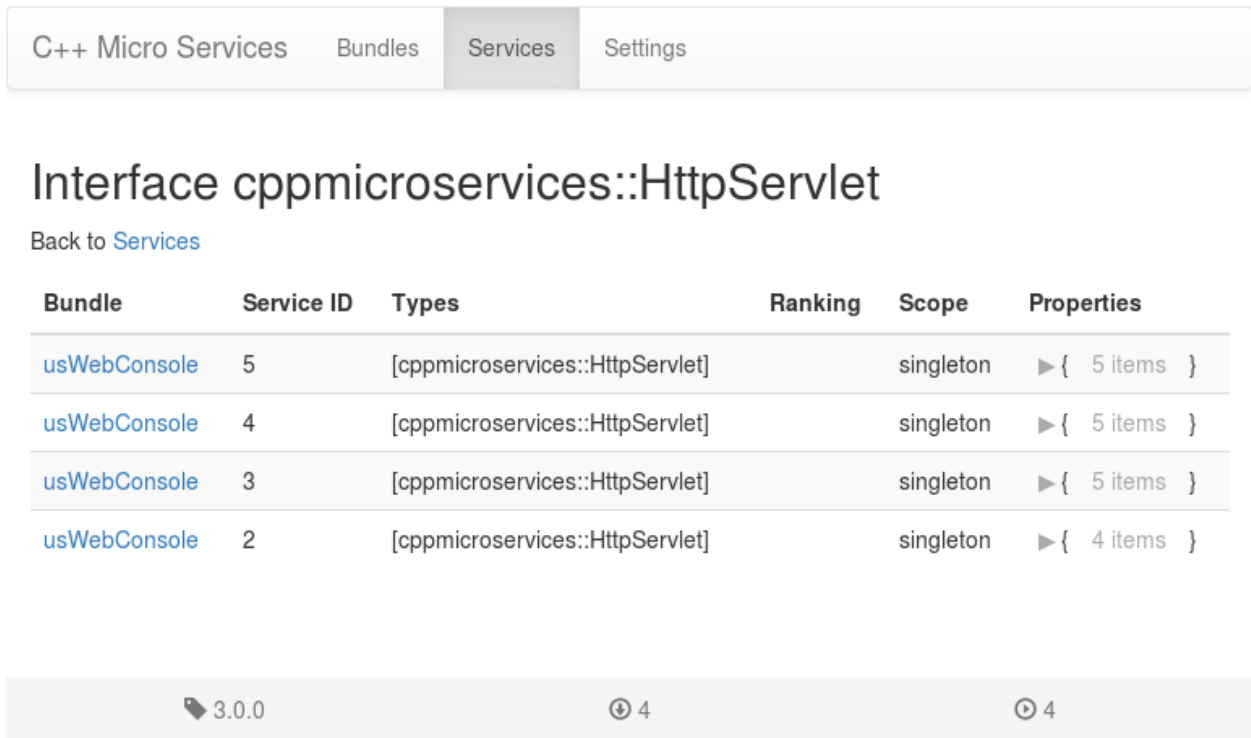 C++ Micro Services Bundles Services Settings
Interface cppmicroservices::HttpServlet
Back to Services
Bundle Service ID Types Ranking Scope Properties
usWebConsole 5 [cppmicroservices::HttpServlet] singleton ▶ { 5 items }
usWebConsole 4 [cppmicroservices::HttpServlet] singleton ▶ { 5 items }
usWebConsole 3 [cppmicroservices::HttpServlet] singleton ▶ { 5 items }
usWebConsole 2 [cppmicroservices::HttpServlet] singleton ▶ { 4 items }
3.0.0 4 4